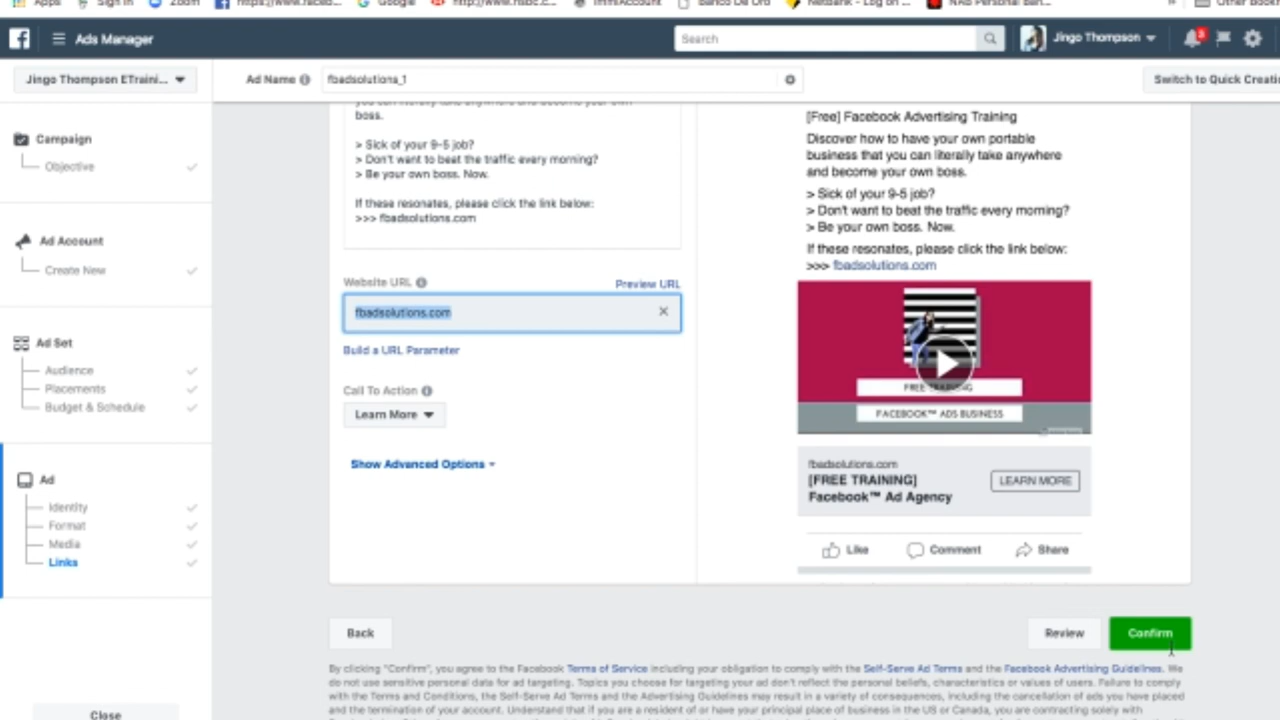 Apps
Sign In
Zoom
https://www.faceb...
Google
http://www.hsbc.c...
ImmiAccount
Banco De Oro
NetBank - Log on ...
NAB Personal Ban...
»
Other Bookm
Ads Manager
Search
Jingo Thompson
Jingo Thompson ETraini...
Ad Name
fbadsolutions_1
Switch to Quick Creatio
Campaign
Objective
Ad Account
Create New
Ad Set
Audience
Placements
Budget & Schedule
Ad
Identity
Format
Media
Links
Close
you can literally take anywhere and become your own
boss.
> Sick of your 9-5 job?
> Don't want to beat the traffic every morning?
> Be your own boss. Now.
If these resonates, please click the link below:
>>> fbadsolutions.com
Website URL
Preview URL
fbadsolutions.com
Build a URL Parameter
Call To Action
Learn More
Show Advanced Options
[Free] Facebook Advertising Training
Discover how to have your own portable
business that you can literally take anywhere
and become your own boss.
> Sick of your 9-5 job?
> Don't want to beat the traffic every morning?
> Be your own boss. Now.
If these resonates, please click the link below:
>>> fbadsolutions.com
FREE TRAINING
FACEBOOK™ ADS BUSINESS
fbadsolutions.com
[FREE TRAINING]
Facebook™ Ad Agency
LEARN MORE
Like
Comment
Share
Back
Review
Confirm
By clicking "Confirm", you agree to the Facebook Terms of Service including your obligation to comply with the Self-Serve Ad Terms and the Facebook Advertising Guidelines. We
do not use sensitive personal data for ad targeting. Topics you choose for targeting your ad don't reflect the personal beliefs, characteristics or values of users. Failure to comply
with the Terms and Conditions, the Self-Serve Ad Terms and the Advertising Guidelines may result in a variety of consequences, including the cancellation of ads you have placed
and the termination of your account. Understand that if you are a resident of or have your principal place of business in the US or Canada, you are contracting solely with